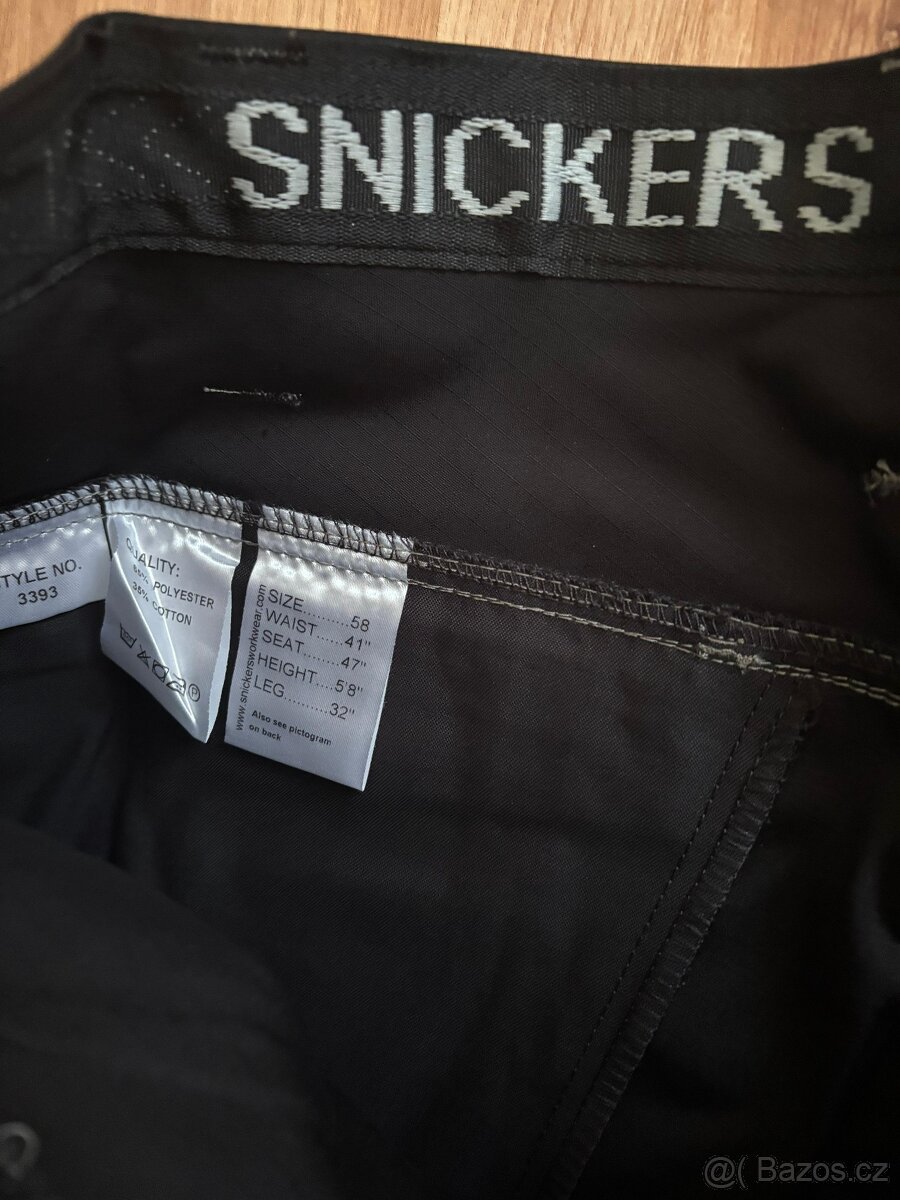 SNICKERS
TYLE NO.
3393
QUALITY:
65% POLYESTER
35% COTTON
SIZE......58
WAIST....41"
SEAT......47"
HEIGHT....5'8"
LEG..........32"
Also see pictogram
on back
www.snickersworkwear.com
@( Bazos.cz